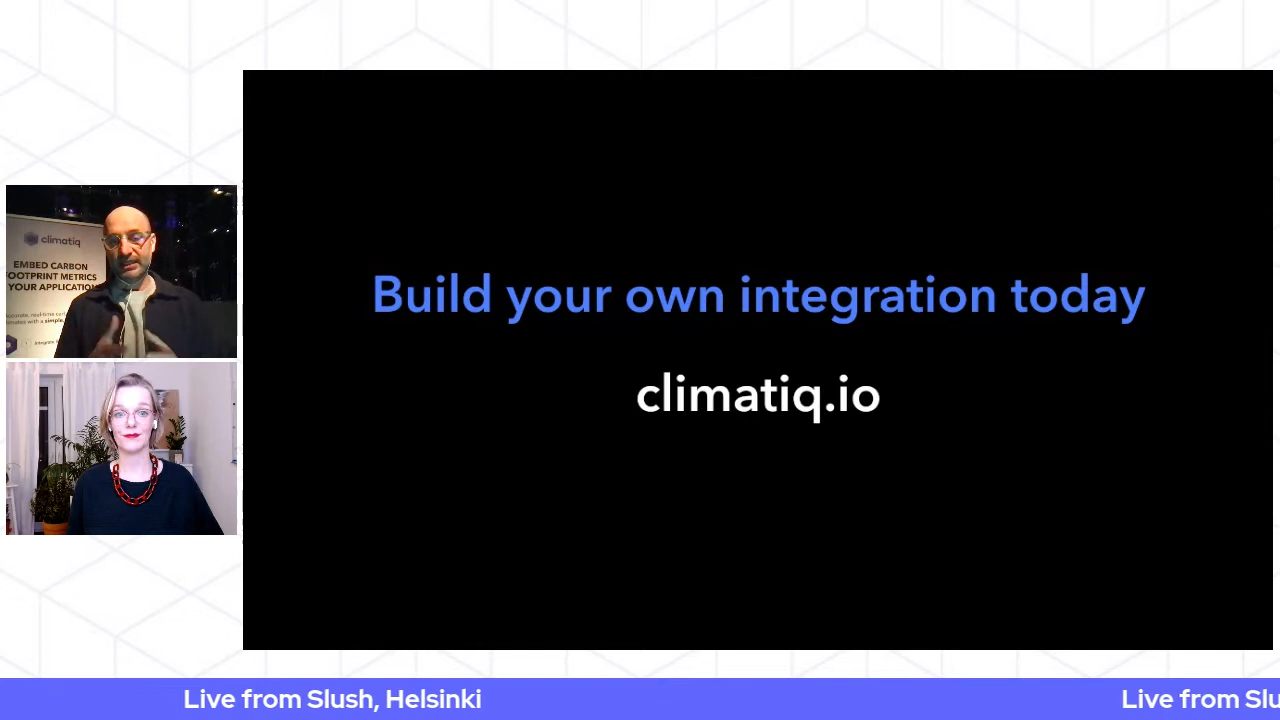 climatiq
EMBED CARBON
OOTPRINT METRICS
YOUR APPLICATION
Build your own integration today
climatiq.io
Live from Slush, Helsinki
Live from Slu